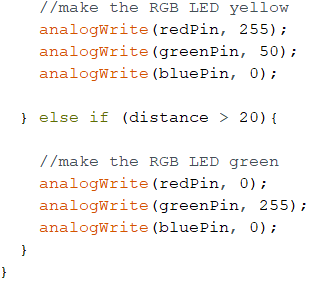 //make the RGB LED yellow
analogWrite(redPin, 255);
analogWrite(greenPin, 50);
analogWrite(bluePin, 0);
} else if (distance > 20){
//make the RGB LED green
analogWrite(redPin, 0);
analogWrite(greenPin, 255);
analogWrite(bluePin, 0);
}
}